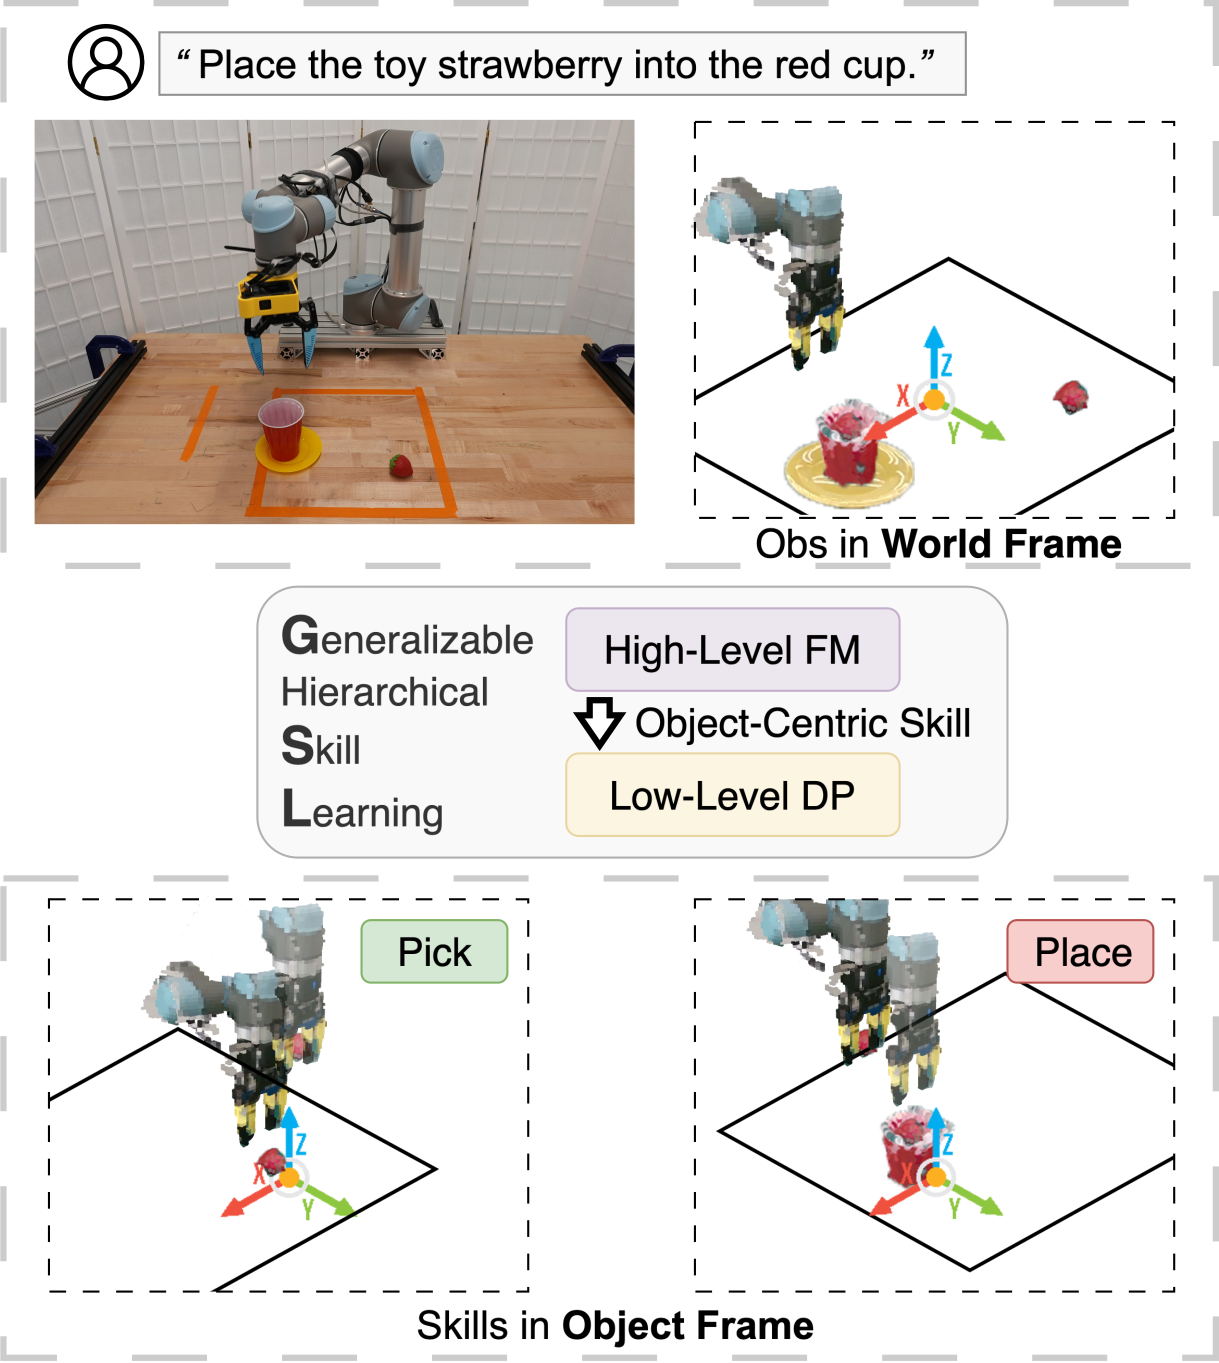 “ Place the toy strawberry into the red cup.”
Z
X
Y
Obs in World Frame
Generalizable
Hierarchical
Skill
Learning
High-Level FM
Object-Centric Skill
Low-Level DP
Pick
Z
X
Y
Place
Z
X
Y
Skills in Object Frame